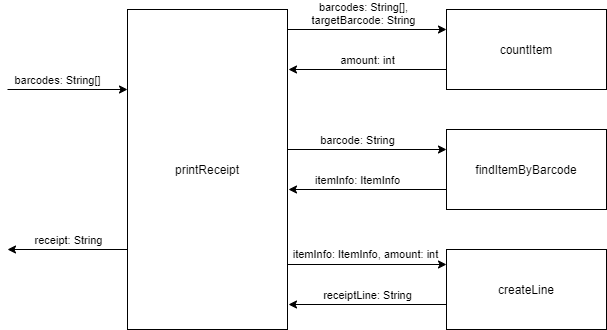 barcodes: String[],
targetBarcode: String
countItem
amount: int
barcodes: String[]
barcode: String
printReceipt
findItemByBarcode
itemInfo: ItemInfo
receipt: String
itemInfo: ItemInfo, amount: int
createLine
receiptLine: String